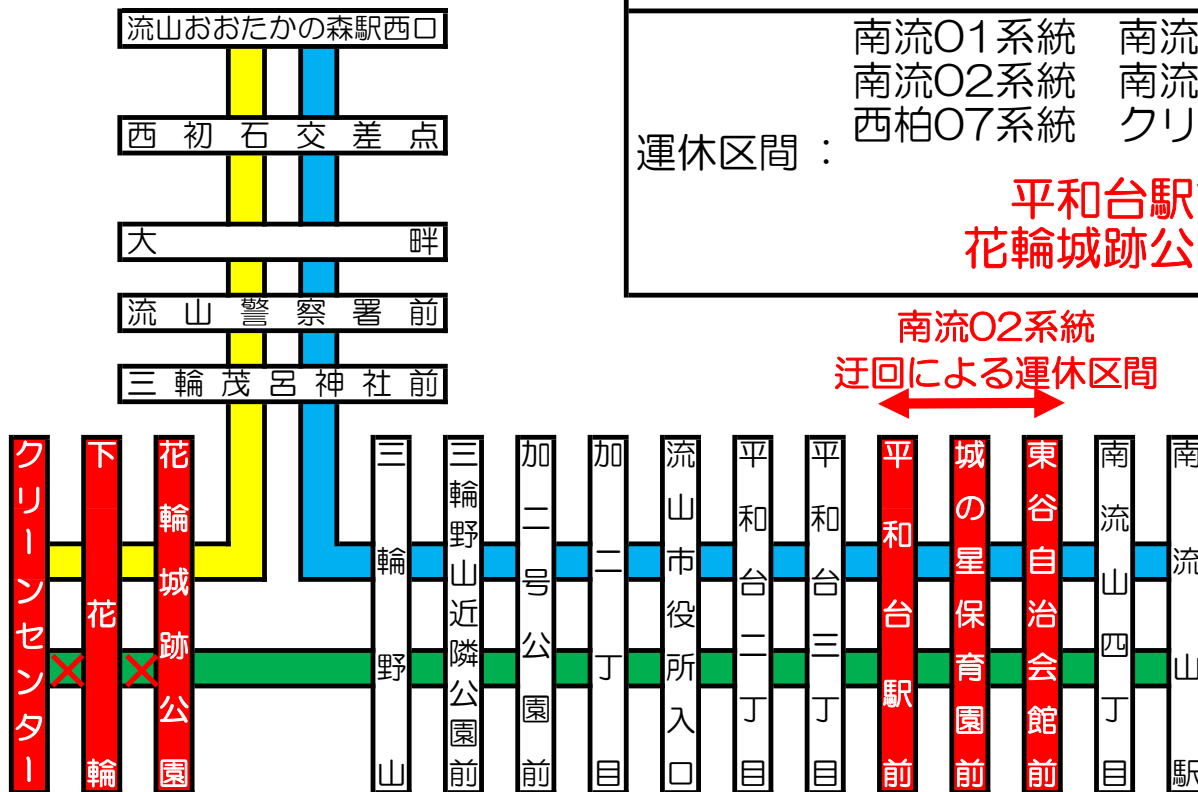 流山おおたかの森駅西口
西初石交差点
大畔
流山警察署前
三輪茂呂神社前
南流01系統 南流
南流02系統 南流
西柏07系統 クリ
運休区間：
平和台駅
花輪城跡公
南流02系統
迂回による運休区間
クリーンセンター
下花輪
花輪城跡公園
三輪野山
三輪野山近隣公園前
加二号公園前
加二丁目
流山市役所入口
平和台二丁目
平和台三丁目
平和台駅前
城の星保育園前
東谷自治会館前
南流山四丁目
南流山駅